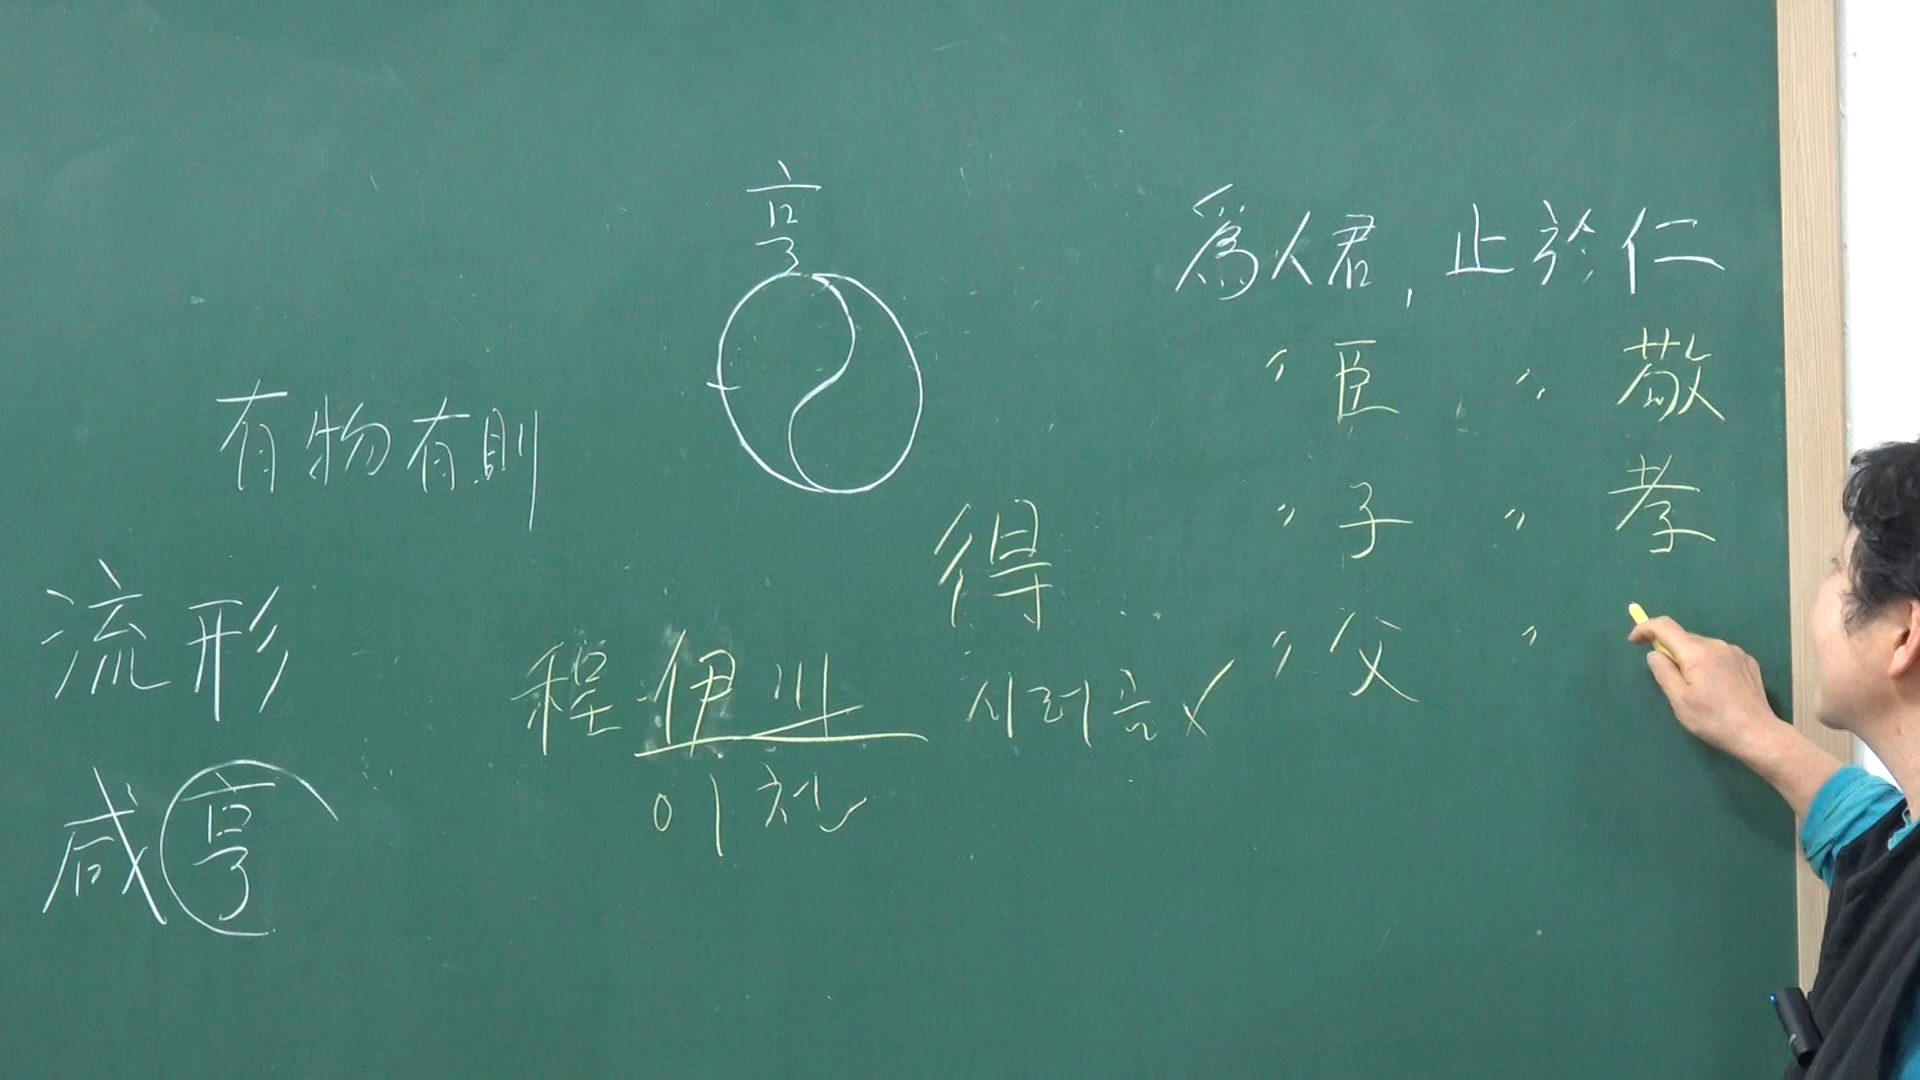 亨
有物有則
流形
咸亨
程伊川
이천
得
시러곰
爲人君, 止於仁
〃 臣, 〃 敬
〃 子 〃 孝
〃 父 〃